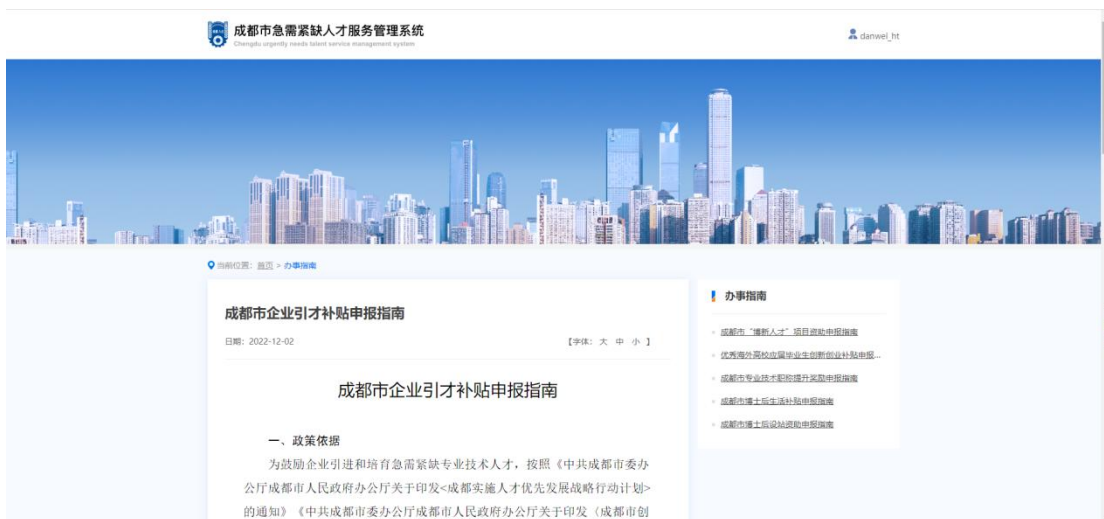 成都市急需紧缺人才服务管理系统
Chengdu urgently needs talent service management system
danwei_ht
当前位置: 首页 > 办事指南
成都市企业引才补贴申报指南
日期: 2022-12-02
【字体: 大 中 小 】
成都市企业引才补贴申报指南
一、政策依据
为鼓励企业引进和培育急需紧缺专业技术人才，按照《中共成都市委办
公厅成都市人民政府办公厅关于印发<成都实施人才优先发展战略行动计划>
的通知》《中共成都市委办公厅成都市人民政府办公厅关于印发〈成都市创
办事指南
成都市“博新人才”项目资助申报指南
优秀海外高校应届毕业生创新创业补贴申报...
成都市专业技术职称提升奖励申报指南
成都市博士后生活补贴申报指南
成都市博士后设站资助申报指南